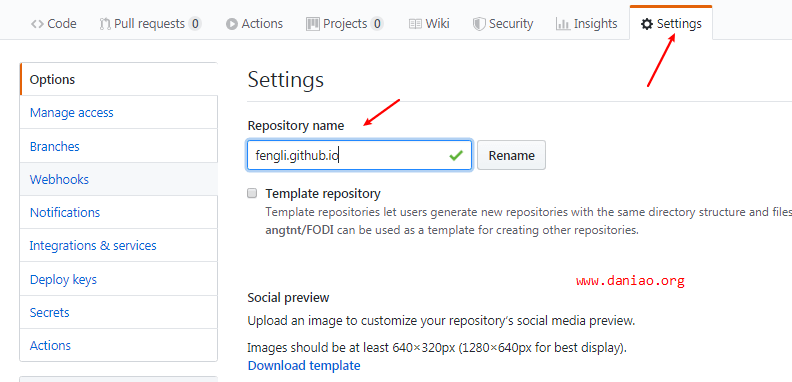 Code Pull requests 0 Actions Projects 0 Wiki Security Insights Settings
Options
Manage access
Branches
Webhooks
Notifications
Integrations & services
Deploy keys
Secrets
Actions
Settings
Repository name
fengli.github.io Rename
Template repository
Template repositories let users generate new repositories with the same directory structure and files
angtnt/FODI can be used as a template for creating other repositories.
www.daniao.org
Social preview
Upload an image to customize your repository's social media preview.
Images should be at least 640×320px (1280×640px for best display).
Download template